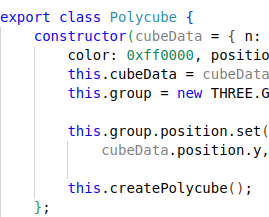 export class Polycube {
constructor(cubeData = { n:
color: 0xff0000, positio
this.cubeData = cubeData
this.group = new THREE.G
this.group.position.set(
cubeData.position.y,
this.createPolycube();
};